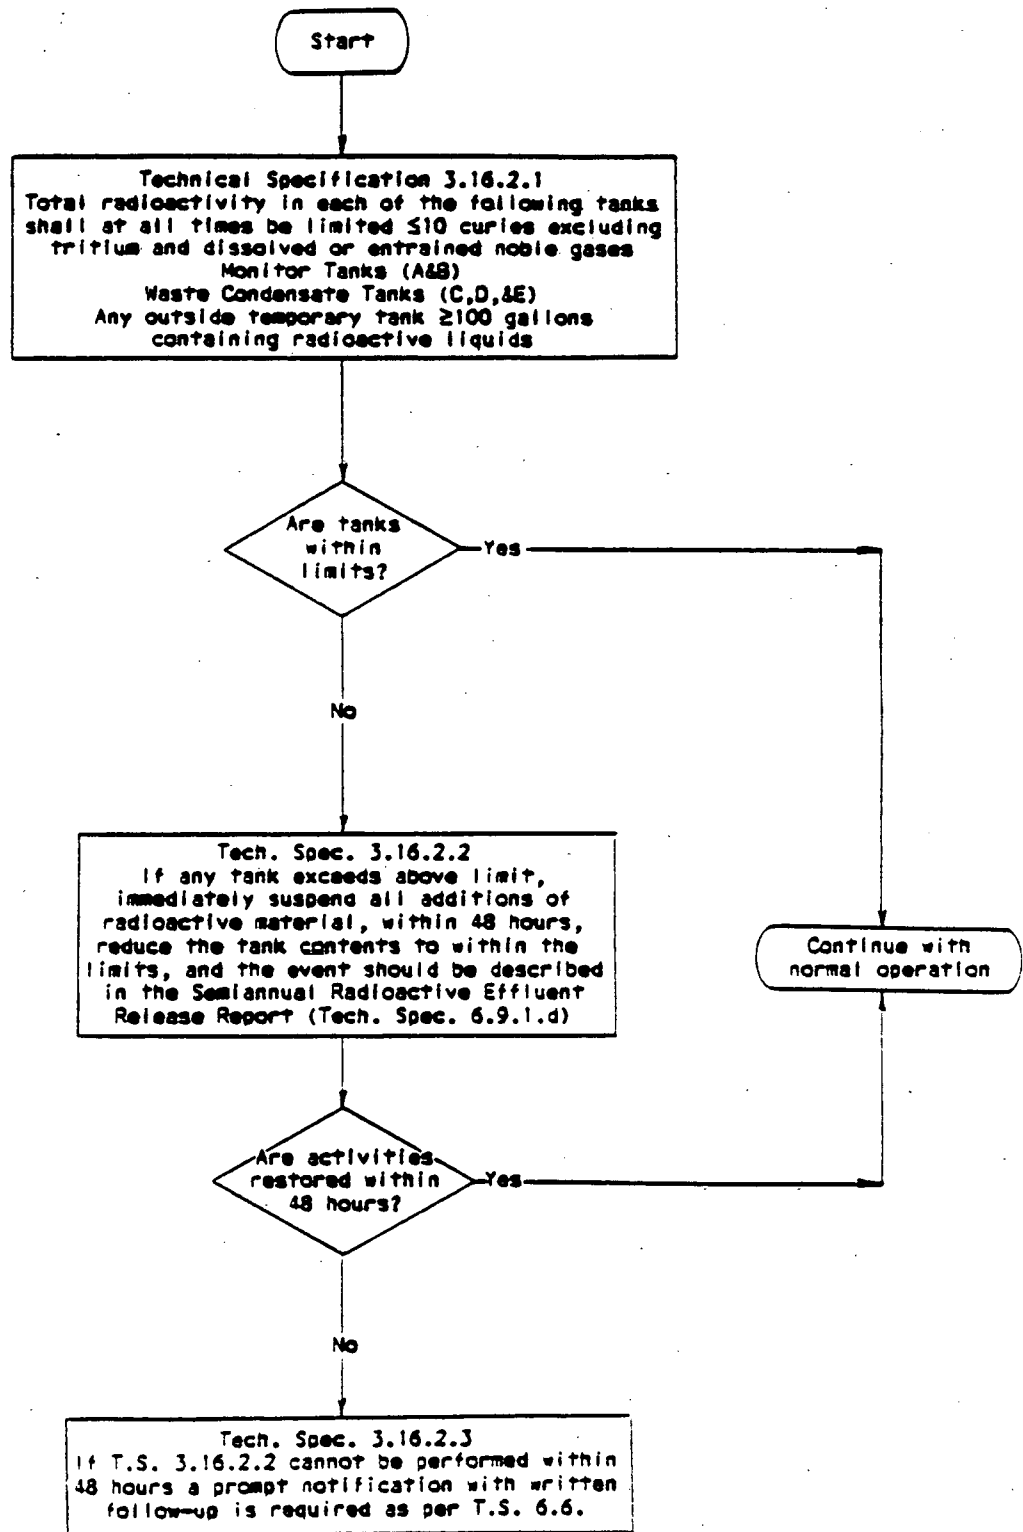 Start
Technical Specification 3.16.2.1
Total radioactivity in each of the following tanks
shall at all times be limited ≤10 curies excluding
tritium and dissolved or entrained noble gases
Monitor Tanks (A&B)
Waste Condensate Tanks (C,D,&E)
Any outside temporary tank ≥100 gallons
containing radioactive liquids
Are tanks
within
limits?
Yes
No
Tech. Spec. 3.16.2.2
If any tank exceeds above limit,
immediately suspend all additions of
radioactive material, within 48 hours,
reduce the tank contents to within the
limits, and the event should be described
in the Semiannual Radioactive Effluent
Release Report (Tech. Spec. 6.9.1.d)
Continue with
normal operation
Are activities
restored within
48 hours?
Yes
No
Tech. Spec. 3.16.2.3
If T.S. 3.16.2.2 cannot be performed within
48 hours a prompt notification with written
follow-up is required as per T.S. 6.6.